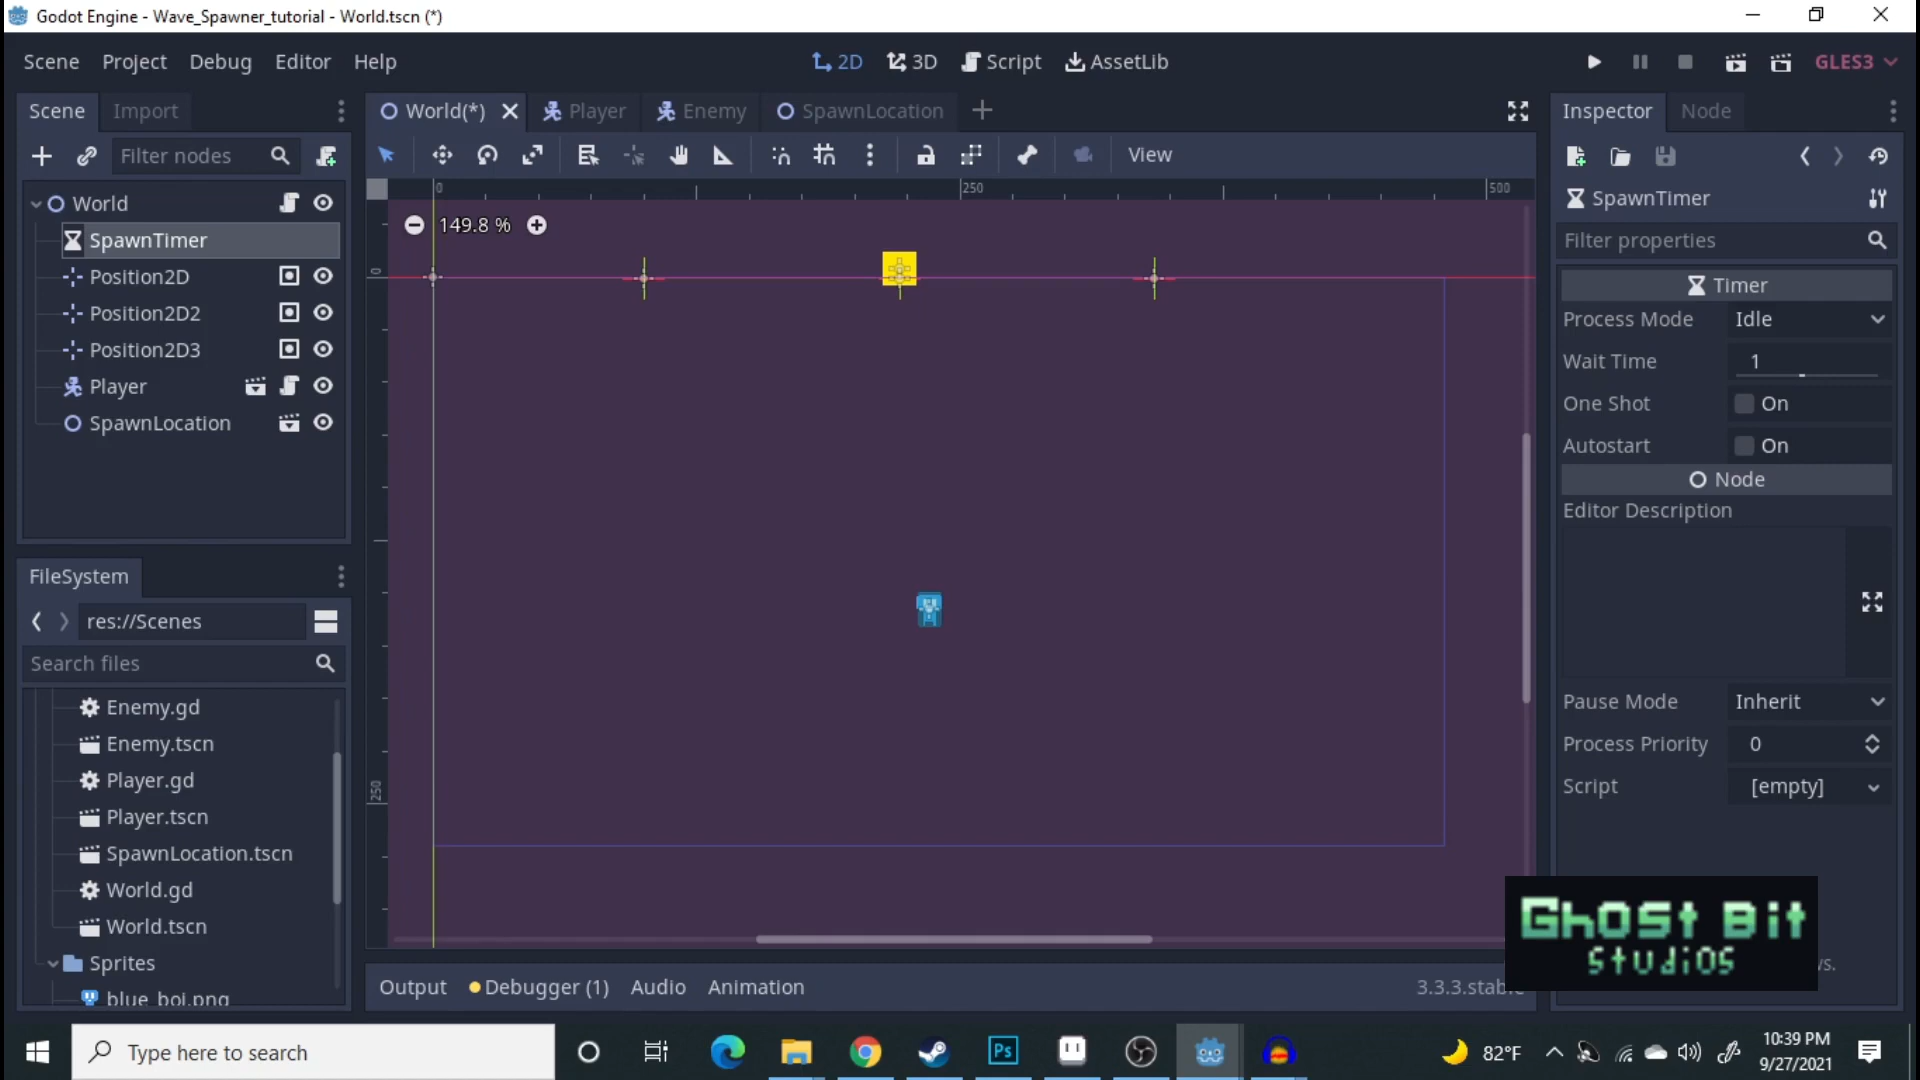 Godot Engine - Wave_Spawner_tutorial - World.tscn (*)
Scene Project Debug Editor Help
2D 3D Script AssetLib
GLES3
Scene Import
World(*) Player Enemy SpawnLocation
Inspector Node
Filter nodes
View
0 250 500
World
SpawnTimer
Position2D
Position2D2
Position2D3
Player
SpawnLocation
149.8 %
0
250
SpawnTimer
Filter properties
Timer
Process Mode Idle
Wait Time 1
One Shot On
Autostart On
Node
Editor Description
Pause Mode Inherit
Process Priority 0
Script [empty]
FileSystem
res://Scenes
Search files
Enemy.gd
Enemy.tscn
Player.gd
Player.tscn
SpawnLocation.tscn
World.gd
World.tscn
Sprites
blue_boi.png
Output Debugger (1) Audio Animation
Ghost Bit
Studios
Type here to search
Ps
82°F
10:39 PM
9/27/2021